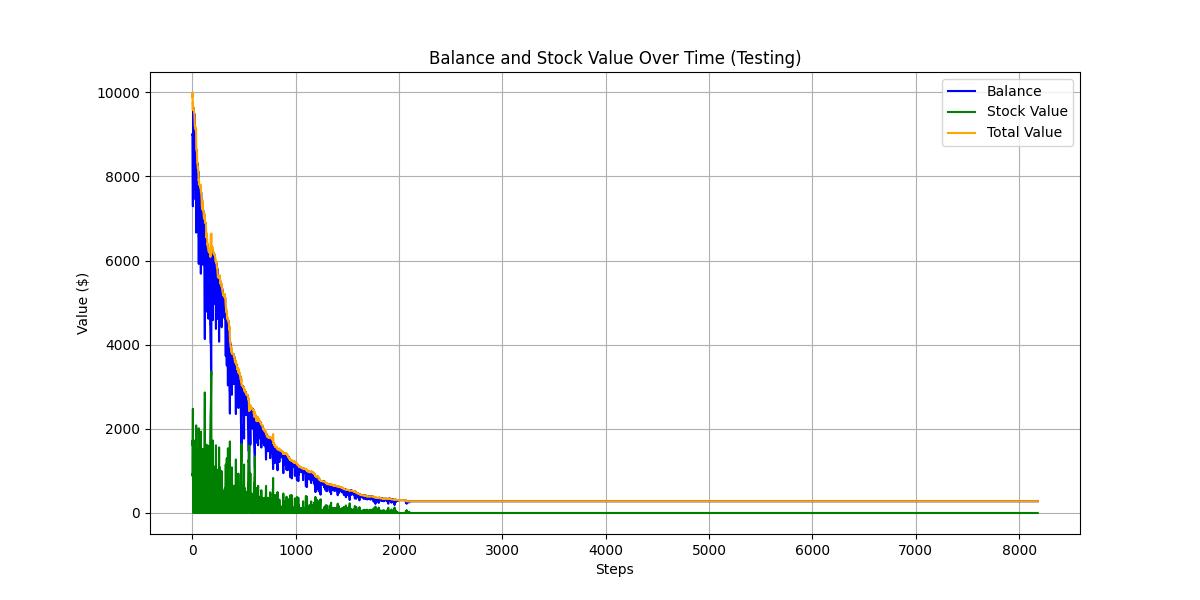 Balance and Stock Value Over Time (Testing)
Balance
Stock Value
Total Value
Value ($)
10000
8000
6000
4000
2000
0
0 1000 2000 3000 4000 5000 6000 7000 8000
Steps